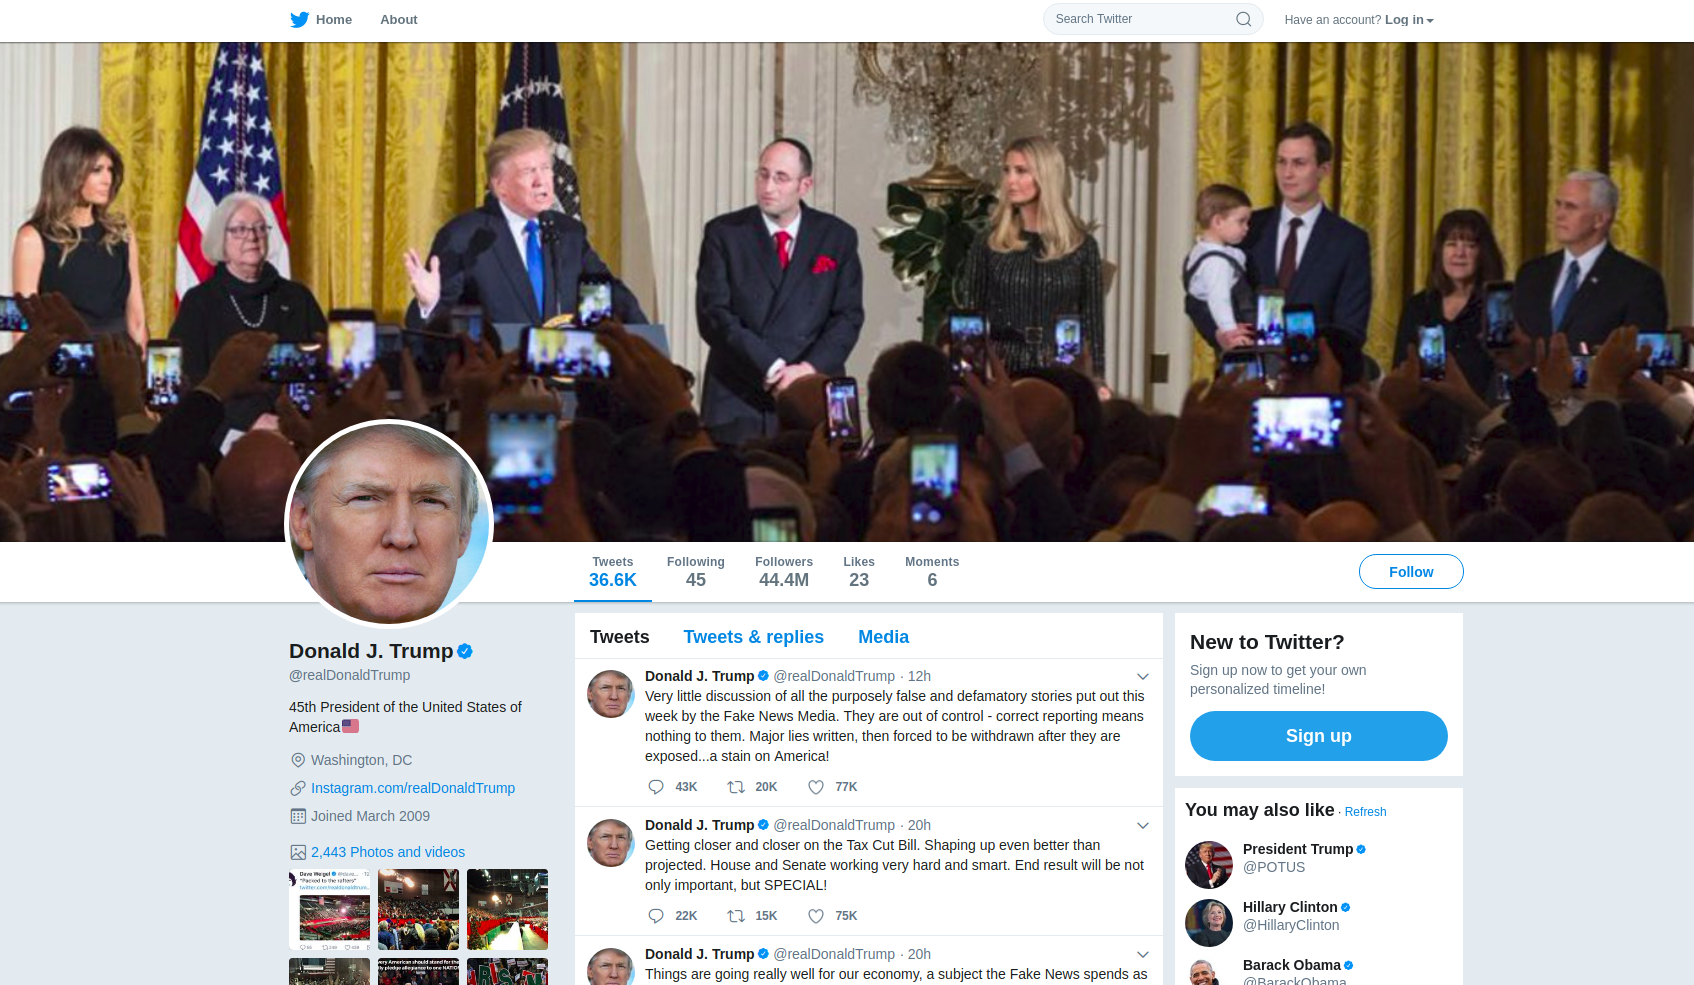 Home
About
Search Twitter
Have an account? Log in
Tweets
36.6K
Following
45
Followers
44.4M
Likes
23
Moments
6
Follow
Donald J. Trump
@realDonaldTrump
45th President of the United States of
America
Washington, DC
Instagram.com/realDonaldTrump
Joined March 2009
2,443 Photos and videos
Dave Weigel
"Packed to the rafters"
Tweets
Tweets & replies
Media
Donald J. Trump @realDonaldTrump · 12h
Very little discussion of all the purposely false and defamatory stories put out this
week by the Fake News Media. They are out of control - correct reporting means
nothing to them. Major lies written, then forced to be withdrawn after they are
exposed...a stain on America!
43K
20K
77K
Donald J. Trump @realDonaldTrump · 20h
Getting closer and closer on the Tax Cut Bill. Shaping up even better than
projected. House and Senate working very hard and smart. End result will be not
only important, but SPECIAL!
22K
15K
75K
Donald J. Trump @realDonaldTrump · 20h
Things are going really well for our economy, a subject the Fake News spends as
New to Twitter?
Sign up now to get your own
personalized timeline!
Sign up
You may also like · Refresh
President Trump
@POTUS
Hillary Clinton
@HillaryClinton
Barack Obama
@BarackObama